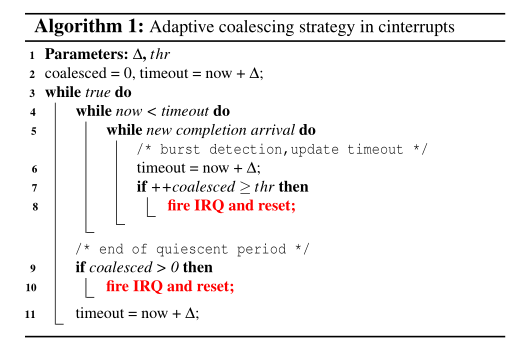 Algorithm 1: Adaptive coalescing strategy in cinterrupts
1 Parameters: Δ, thr
2 coalesced = 0, timeout = now + Δ;
3 while true do
4 while now < timeout do
5 while new completion arrival do
/* burst detection,update timeout */
6 timeout = now + Δ;
7 if ++coalesced ≥ thr then
8 fire IRQ and reset;
/* end of quiescent period */
9 if coalesced > 0 then
10 fire IRQ and reset;
11 timeout = now + Δ;